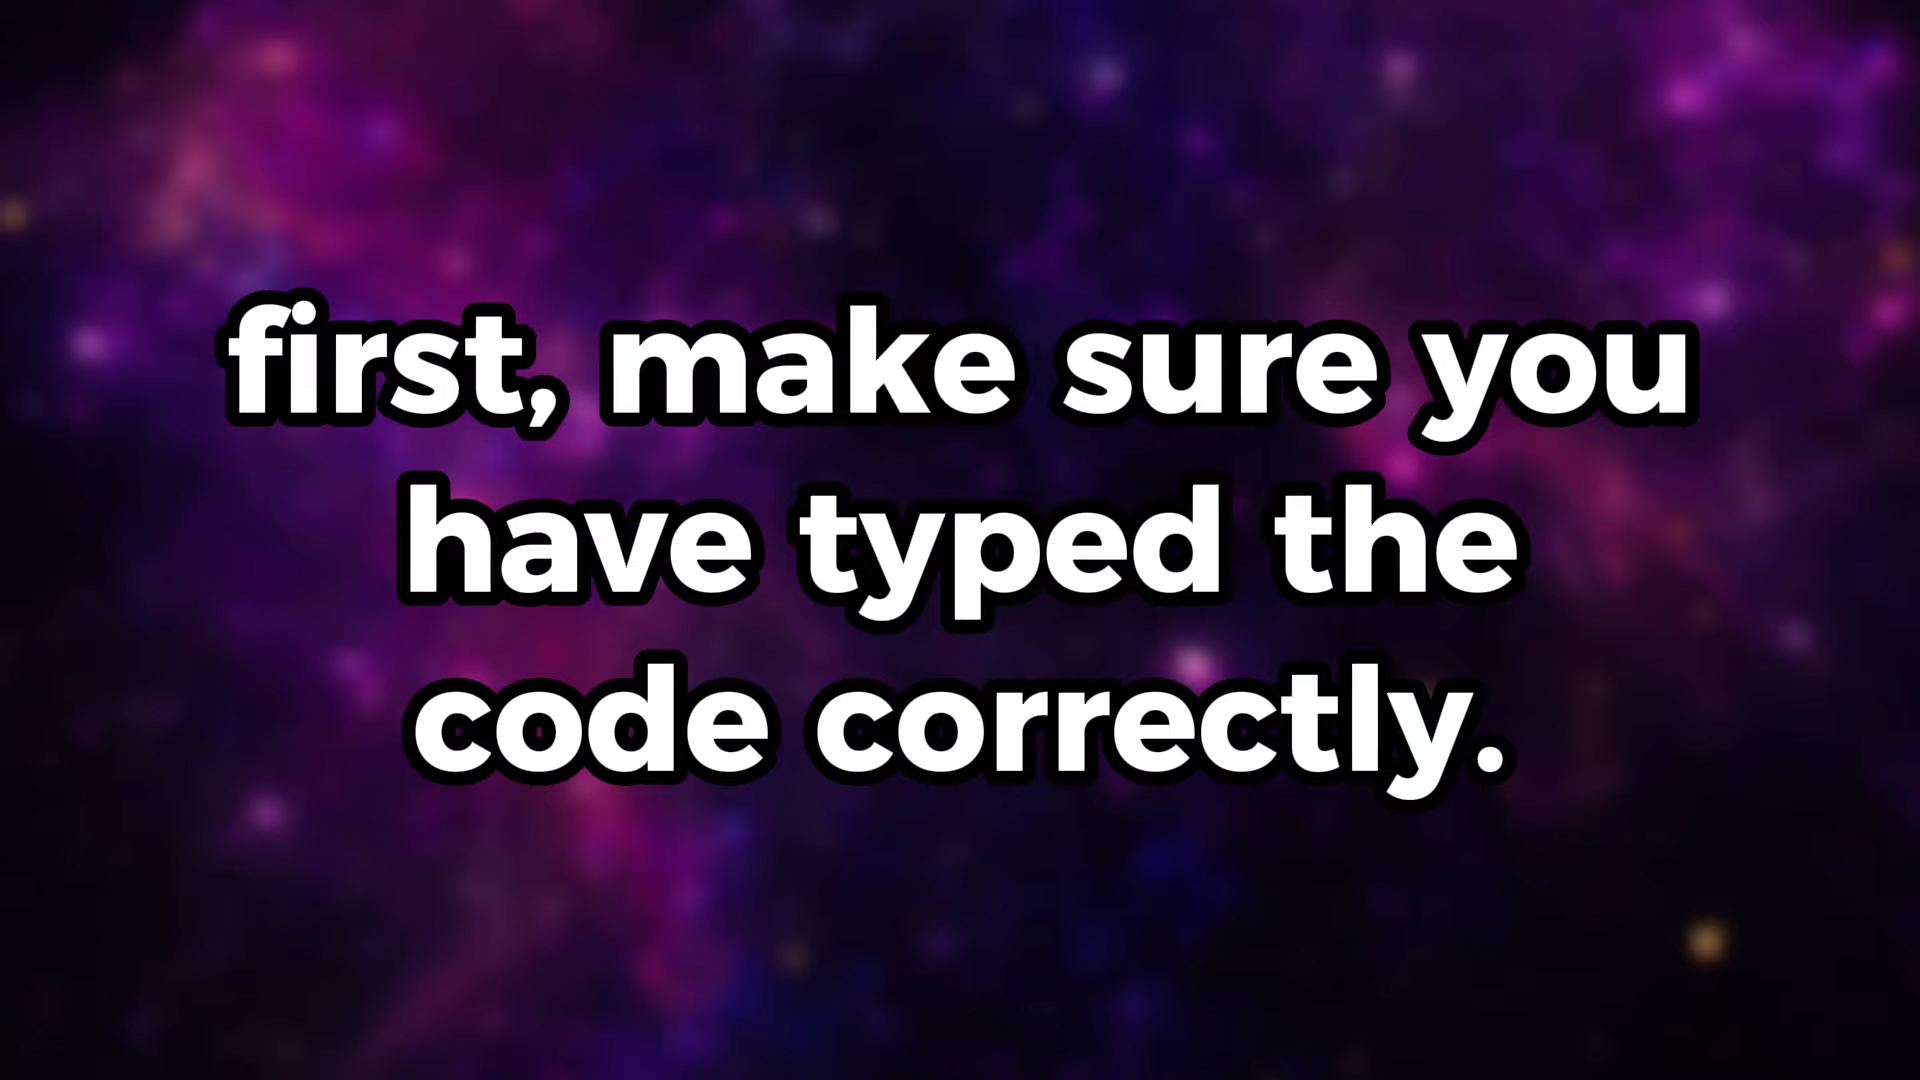 first, make sure you
have typed the
code correctly.